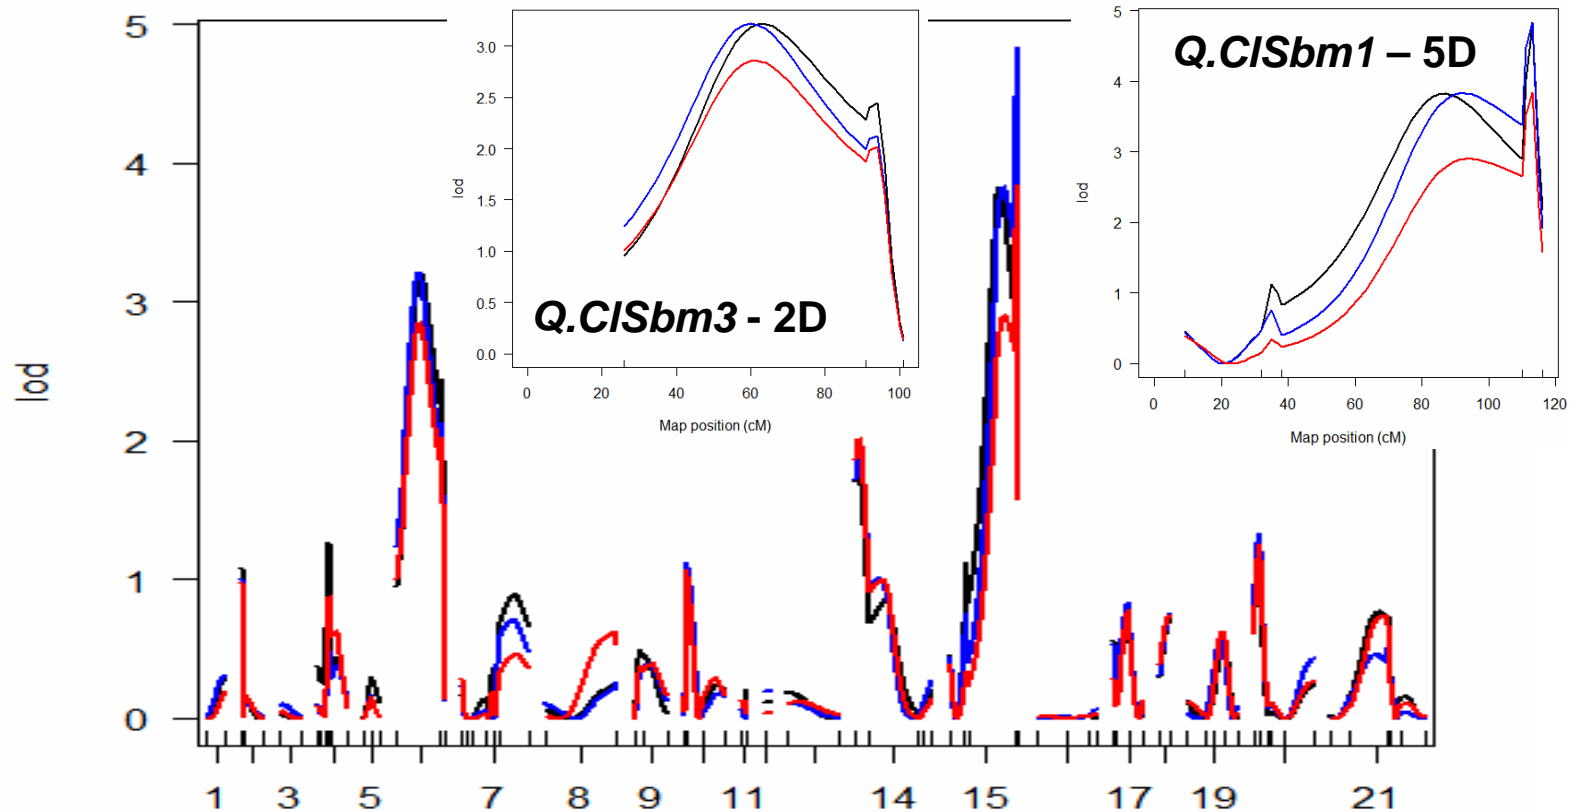 5
4
3
2
1
0
lod
1 3 5 7 8 9 11 14 15 17 19 21
3.0
2.5
2.0
1.5
1.0
0.5
0.0
lod
Q.ClSbm3 - 2D
0 20 40 60 80 100
Map position (cM)
5
4
3
2
1
0
lod
Q.ClSbm1 – 5D
0 20 40 60 80 100 120
Map position (cM)